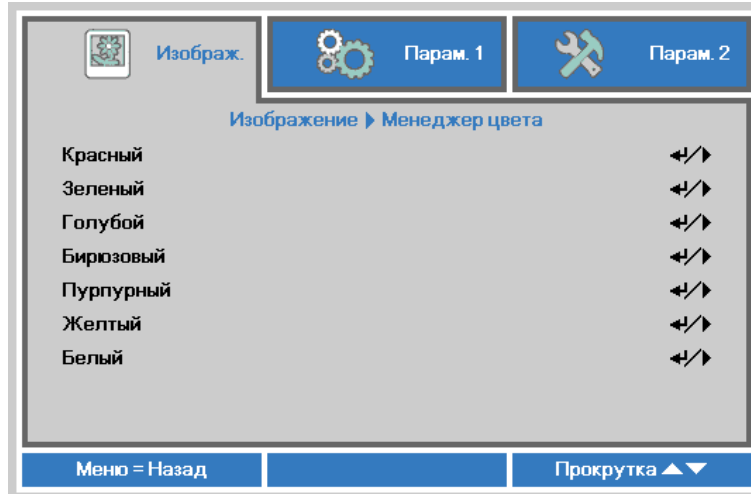 Изображ. Парам. 1 Парам. 2
Изображение Менеджер цвета
Красный
Зеленый
Голубой
Бирюзовый
Пурпурный
Желтый
Белый
Меню = Назад Прокрутка